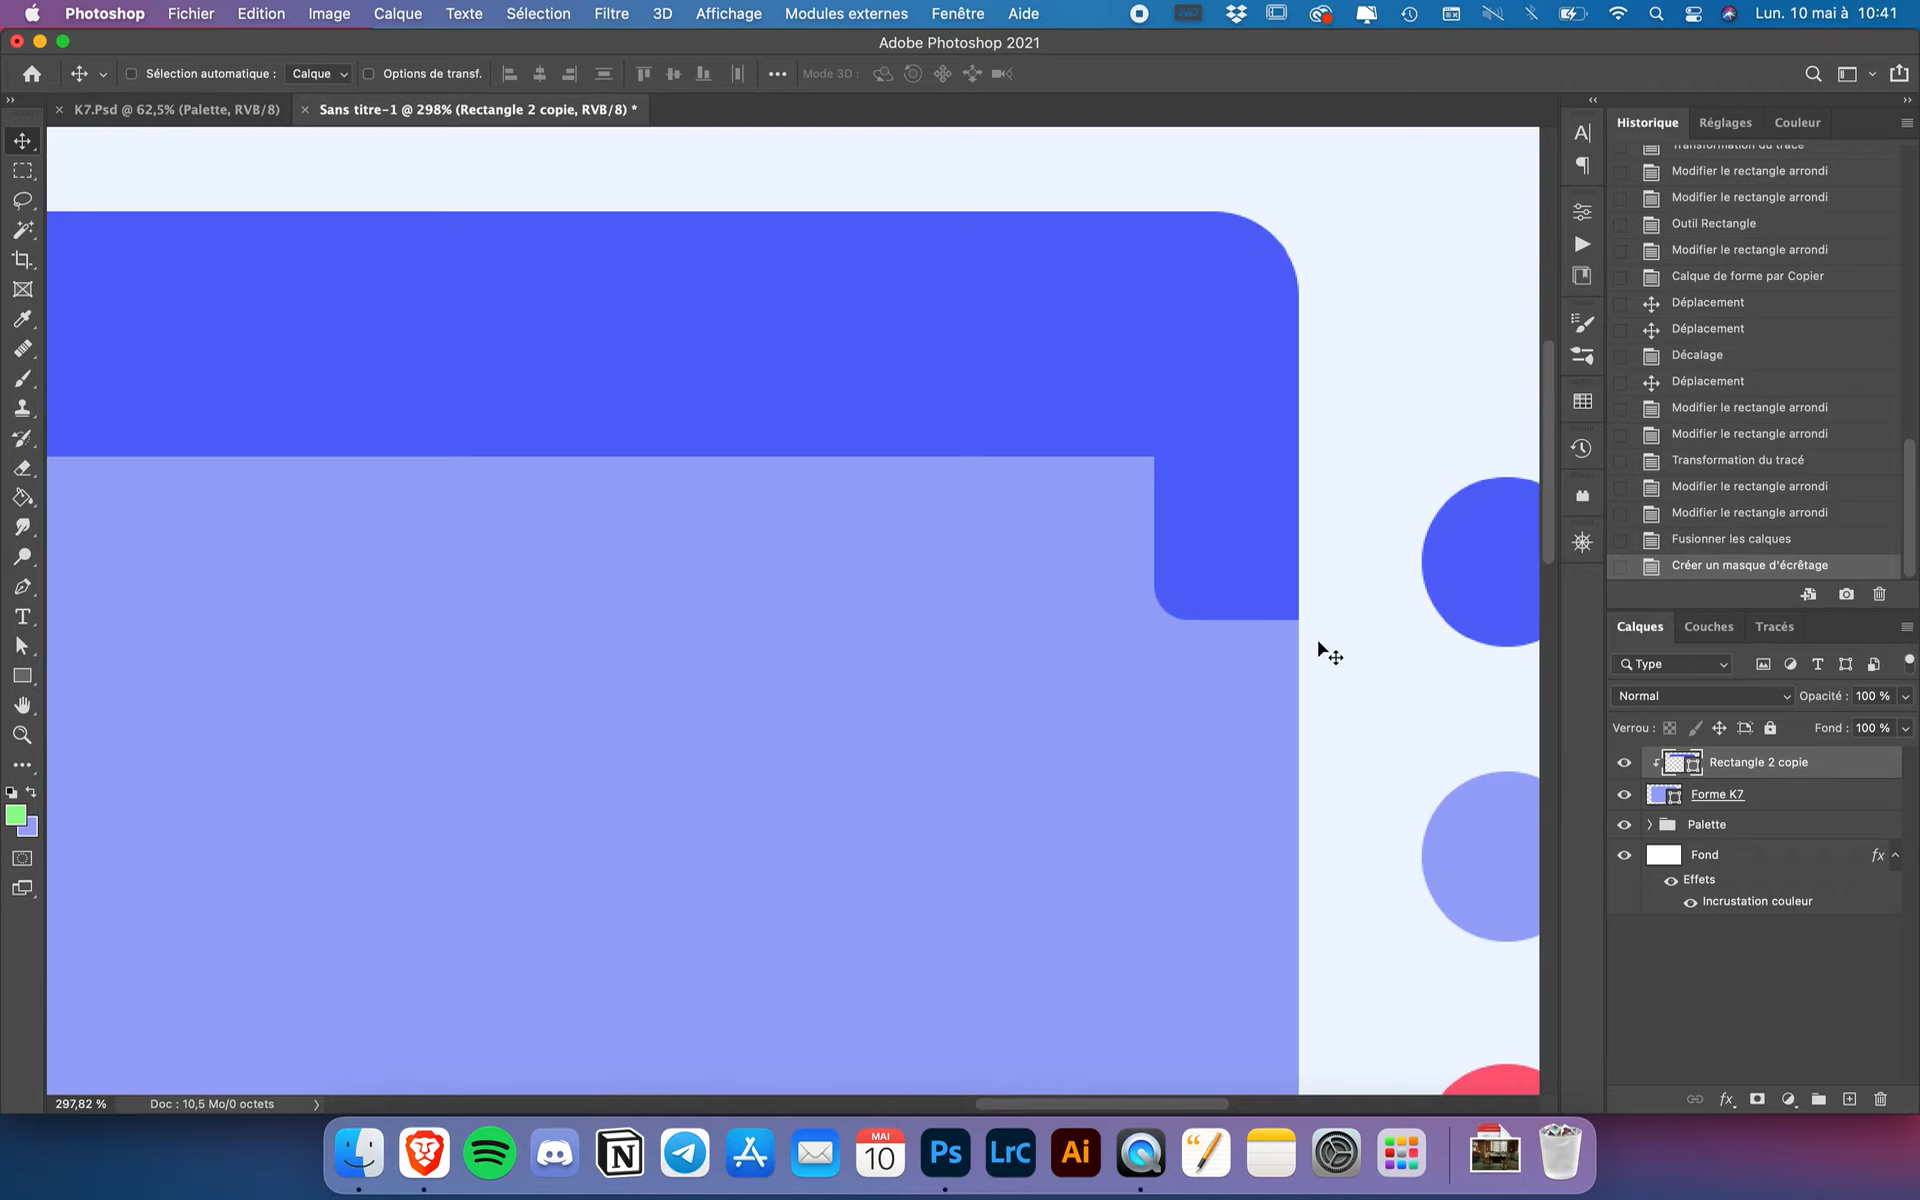 Photoshop Fichier Edition Image Calque Texte Sélection Filtre 3D Affichage Modules externes Fenêtre Aide Lun. 10 mai à 10:41
Adobe Photoshop 2021
Sélection automatique : Calque Options de transf. Mode 3D :
K7.Psd @ 62,5% (Palette, RVB/8) Sans titre-1 @ 298% (Rectangle 2 copie, RVB/8) *
Historique Réglages Couleur
Transformation du tracé
Modifier le rectangle arrondi
Modifier le rectangle arrondi
Outil Rectangle
Modifier le rectangle arrondi
Calque de forme par Copier
Déplacement
Déplacement
Décalage
Déplacement
Modifier le rectangle arrondi
Modifier le rectangle arrondi
Transformation du tracé
Modifier le rectangle arrondi
Modifier le rectangle arrondi
Fusionner les calques
Créer un masque d'écrêtage
Calques Couches Tracés
Type
Normal Opacité : 100 %
Verrou : Fond : 100 %
Rectangle 2 copie
Forme K7
Palette
Fond fx
Effets
Incrustation couleur
fx
297,82 % Doc : 10,5 Mo/0 octets
MAI
10
Ps
LrC
Ai